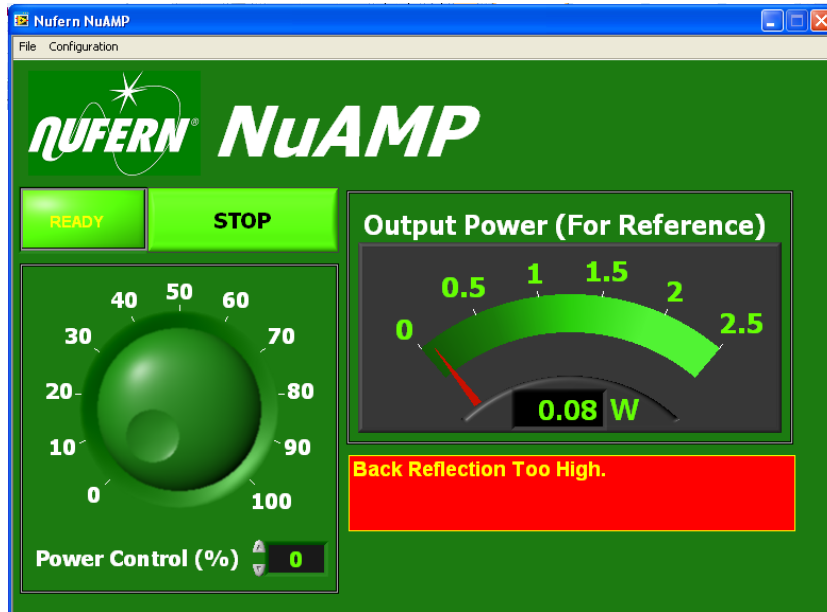 Nufern NuAMP
File Configuration
NUFERN® NuAMP
READY STOP
0
10
20
30
40
50
60
70
80
90
100
Power Control (%) 0
Output Power (For Reference)
0
0.5
1
1.5
2
2.5
0.08 W
Back Reflection Too High.